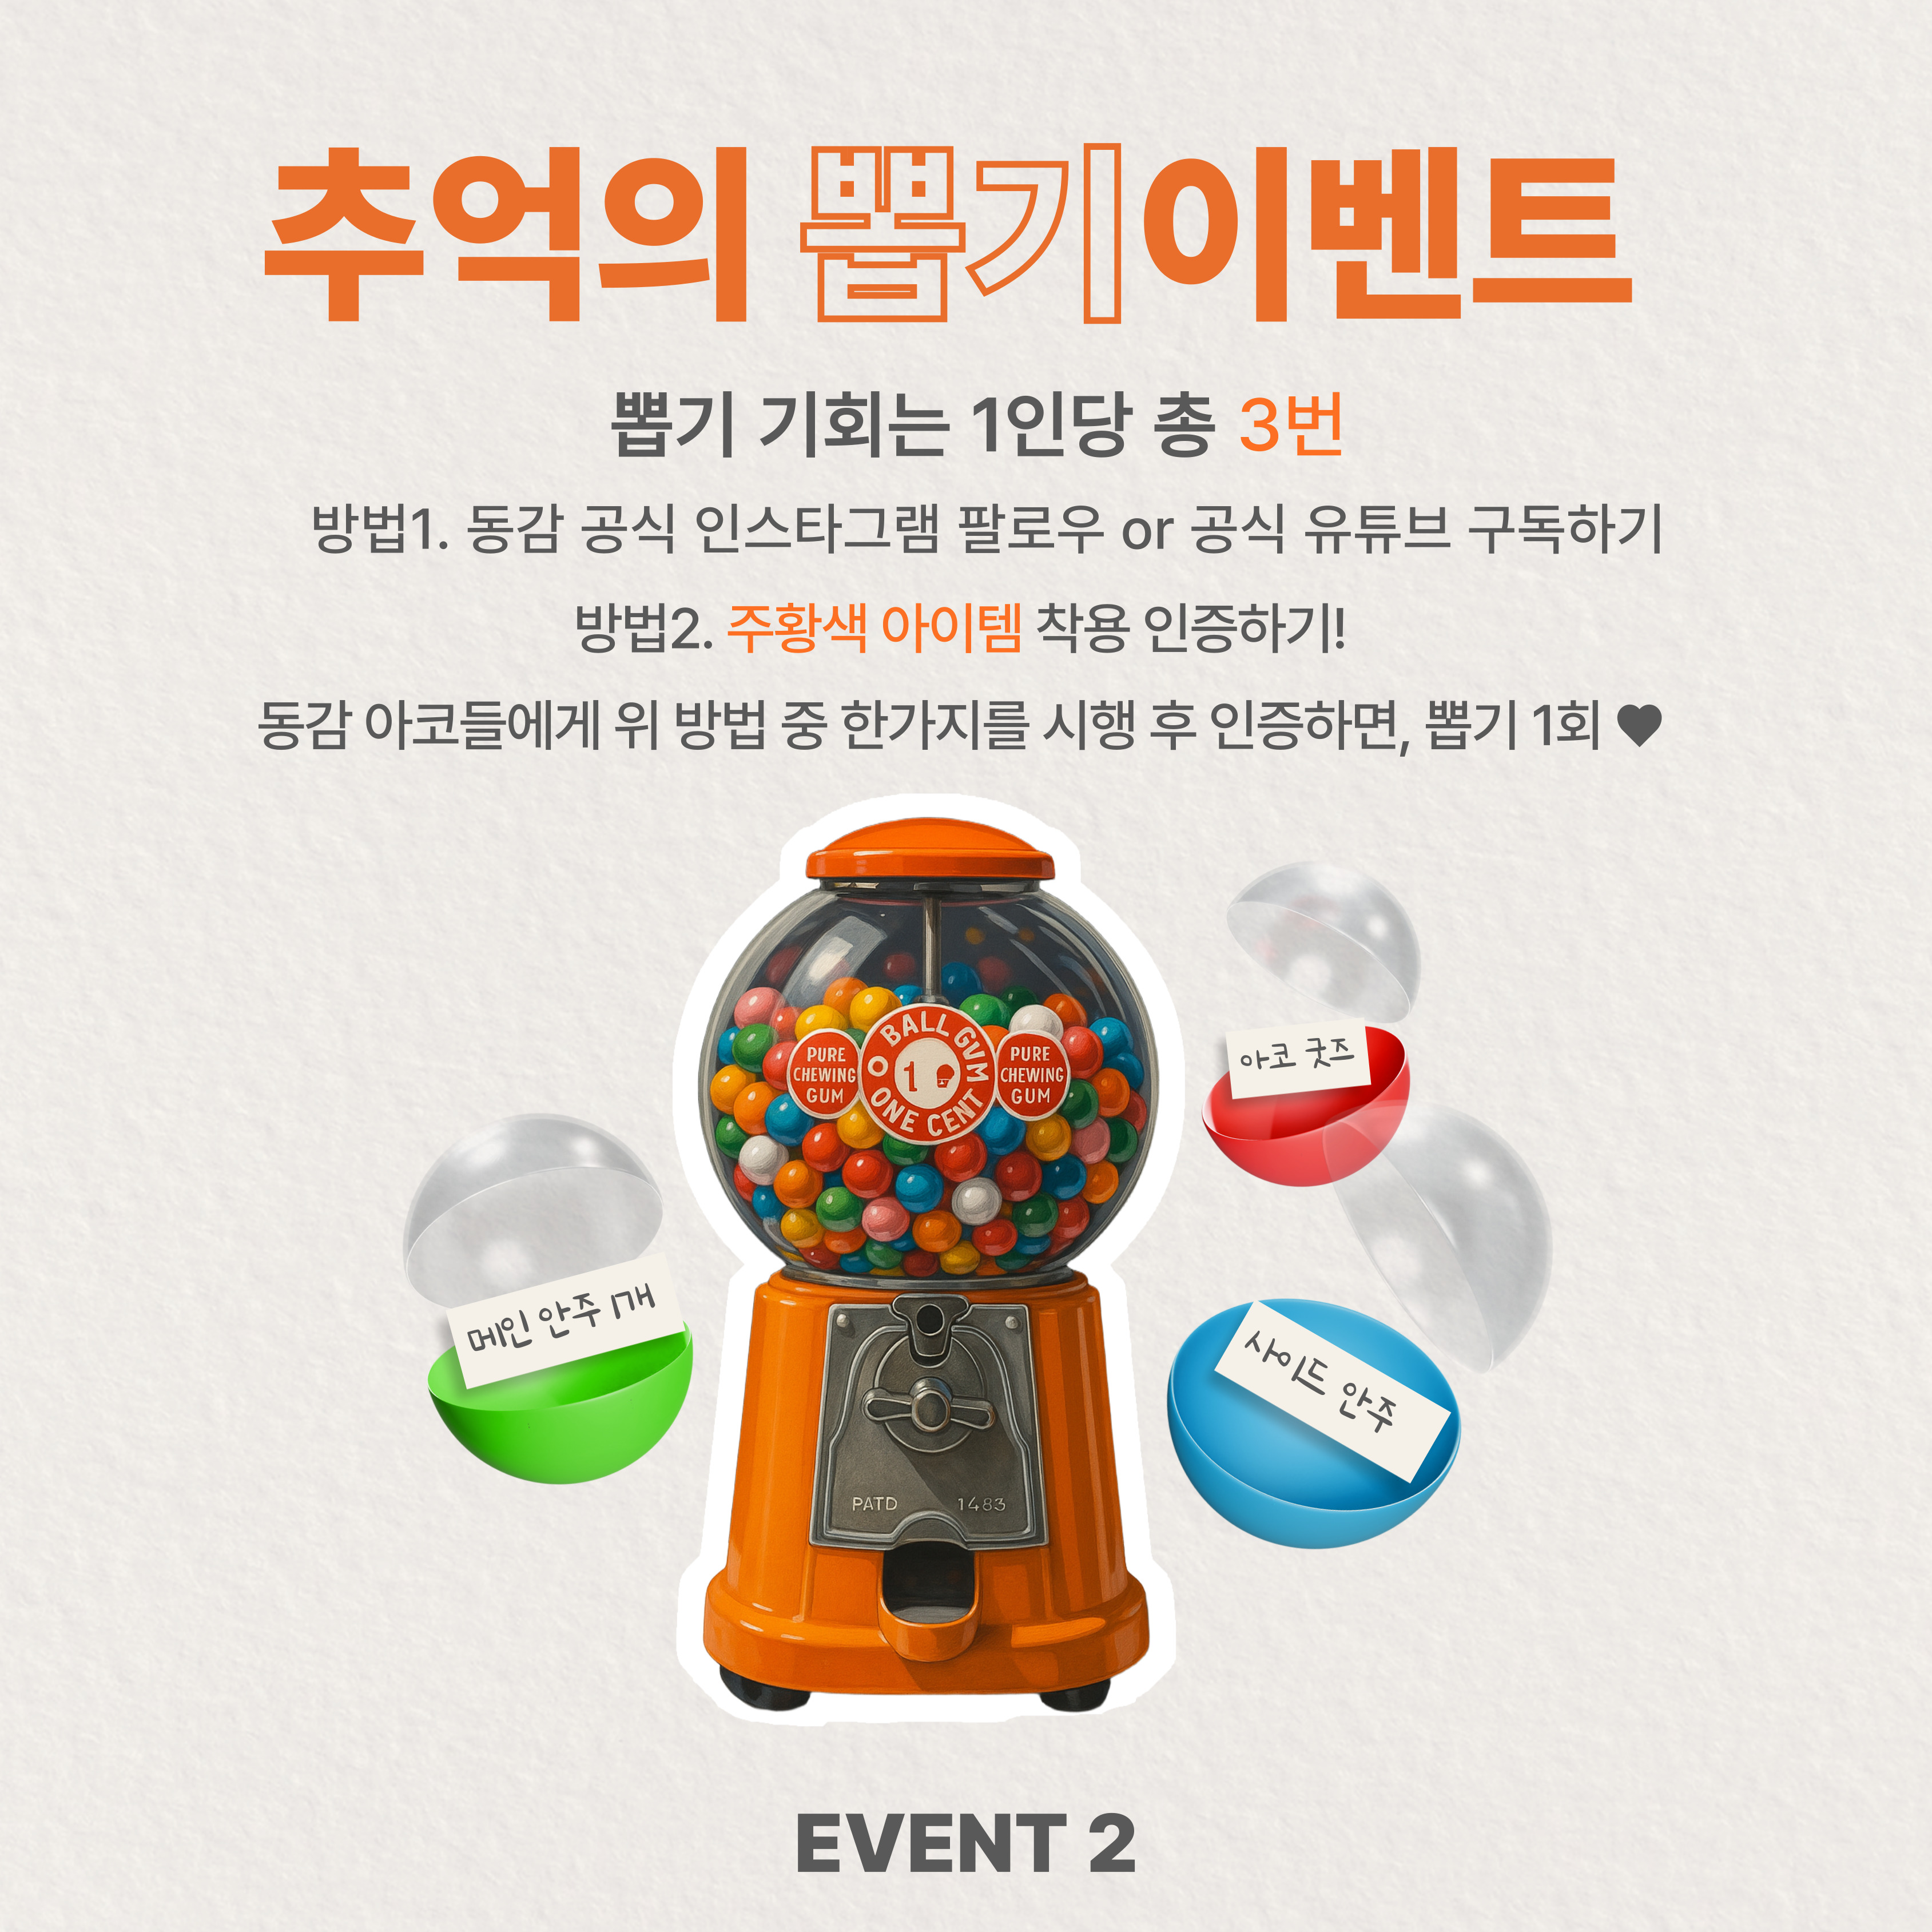 추억의 뽑기이벤트
뽑기 기회는 1인당 총 3번
방법1. 동감 공식 인스타그램 팔로우 or 공식 유튜브 구독하기
방법2. 주황색 아이템 착용 인증하기!
동감 아코들에게 위 방법 중 한가지를 시행 후 인증하면, 뽑기 1회 ♥
BALL GVM
1
ONE CENT
PURE
CHEWING
GUM
PURE
CHEWING
GUM
아코 굿즈
메인 안주 1개
사이드 안주
PATD 1483
EVENT 2